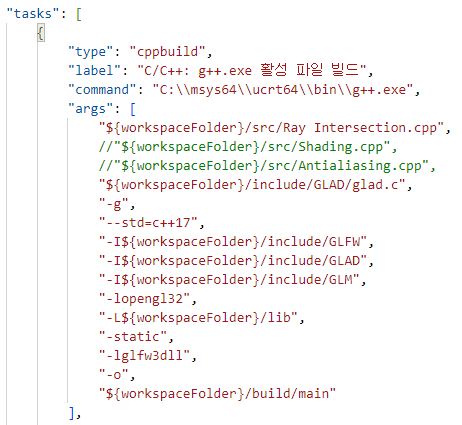 "tasks": [
{
"type": "cppbuild",
"label": "C/C++: g++.exe 활성 파일 빌드",
"command": "C:\\msys64\\ucrt64\\bin\\g++.exe",
"args": [
"${workspaceFolder}/src/Ray Intersection.cpp",
//"${workspaceFolder}/src/Shading.cpp",
//"${workspaceFolder}/src/Antialiasing.cpp",
"${workspaceFolder}/include/GLAD/glad.c",
"-g",
"--std=c++17",
"-I${workspaceFolder}/include/GLFW",
"-I${workspaceFolder}/include/GLAD",
"-I${workspaceFolder}/include/GLM",
"-lopengl32",
"-L${workspaceFolder}/lib",
"-static",
"-lglfw3dll",
"-o",
"${workspaceFolder}/build/main"
],